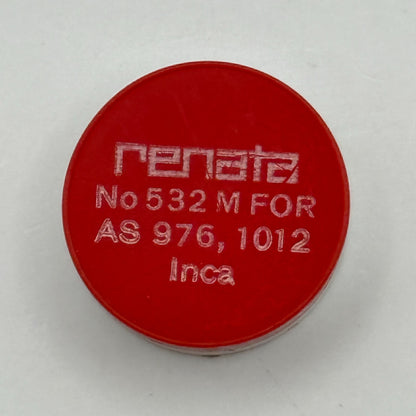 renata
No 532 M FOR
AS 976, 1012
Inca